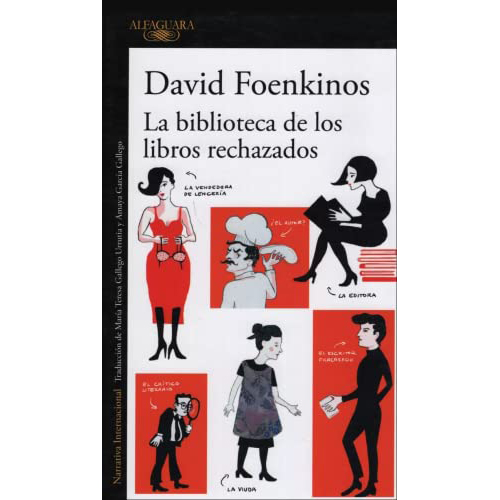 ALFAGUARA
David Foenkinos
La biblioteca de los
libros rechazados
LA VENDEDORA
DE LENCERÍA
¿EL AUTOR?
LA EDITORA
EL ESCRITOR
FRACASADO
EL CRÍTICO
LITERARIO
LA VIUDA
Narrativa Internacional
Traducción de María Teresa Gallego Urrutia y Amaya García Gallego